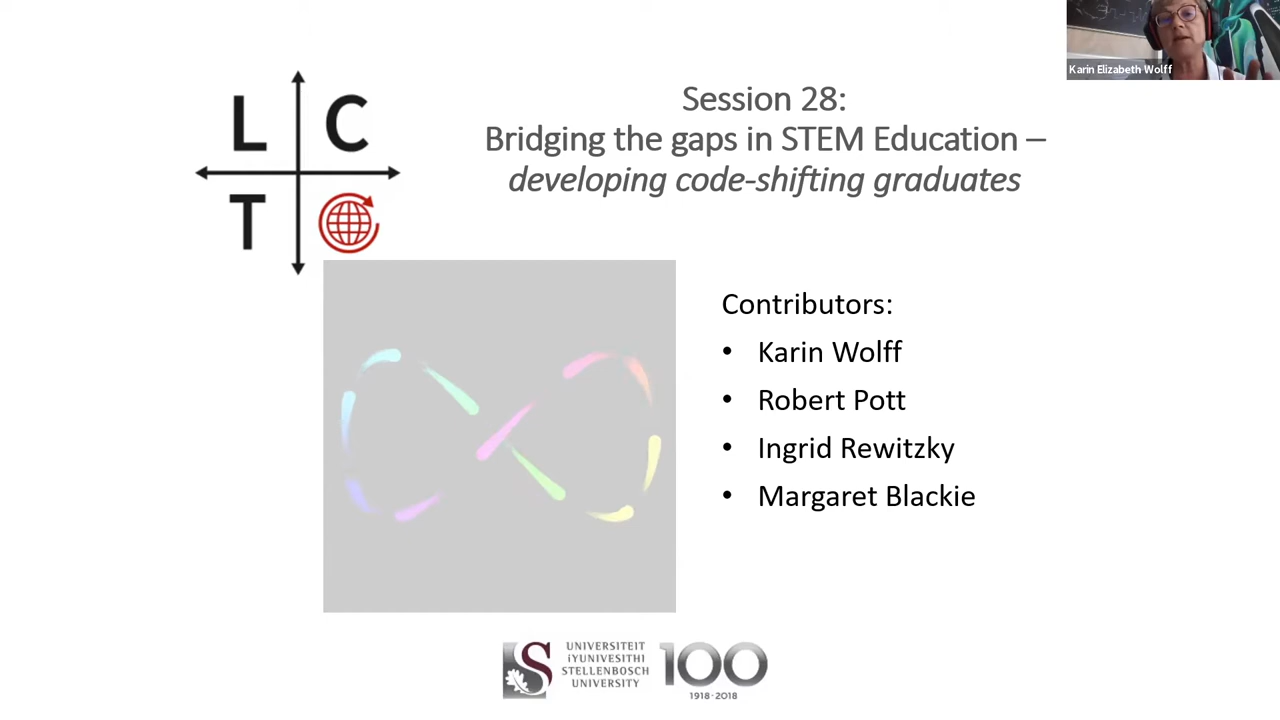 Karin Elizabeth Wolff
L C
T
Session 28:
Bridging the gaps in STEM Education –
developing code-shifting graduates
Contributors:
• Karin Wolff
• Robert Pott
• Ingrid Rewitzky
• Margaret Blackie
UNIVERSITEIT
iYUNIVESITHI
STELLENBOSCH
UNIVERSITY
100
1918 - 2018